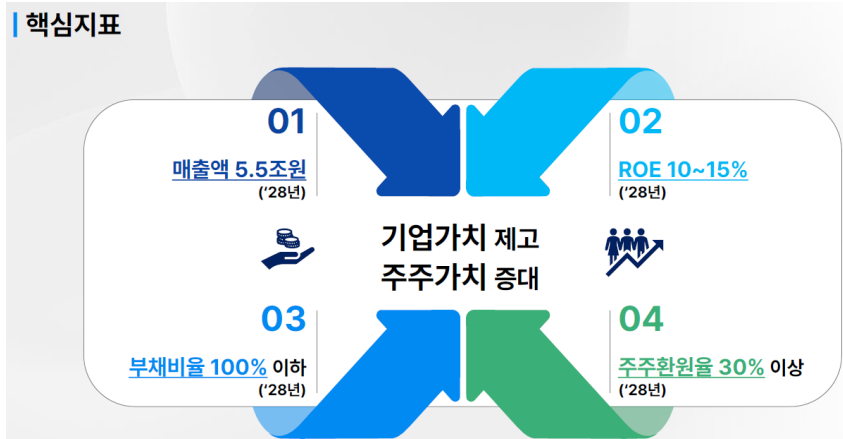 핵심지표
01
매출액 5.5조원
('28년)
02
ROE 10~15%
('28년)
기업가치 제고
주주가치 증대
03
부채비율 100% 이하
('28년)
04
주주환원율 30% 이상
('28년)